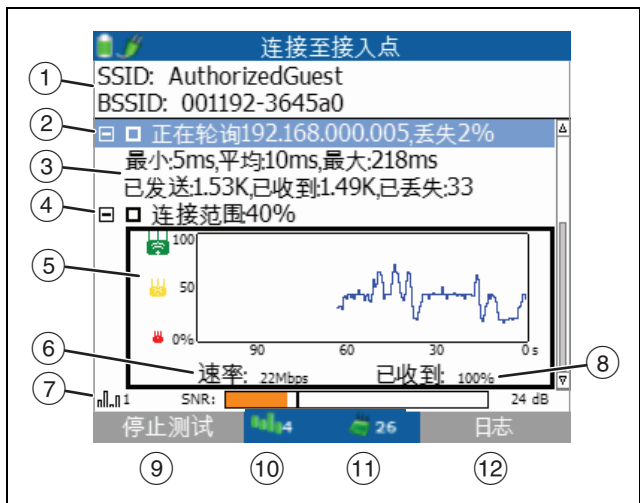 连接至接入点
① SSID: AuthorizedGuest
BSSID: 001192-3645a0
② 正在轮询192.168.000.005,丢失2%
③ 最小:5ms,平均:10ms,最大:218ms
已发送:1.53K,已收到:1.49K,已丢失:33
④ 连接范围40%
⑤ 100
50
0%
90 60 30 0 s
⑥ 速率: 22Mbps 已收到: 100% ⑧
⑦ 1 SNR: 24 dB
停止测试 4 26 日志
⑨ ⑩ ⑪ ⑫